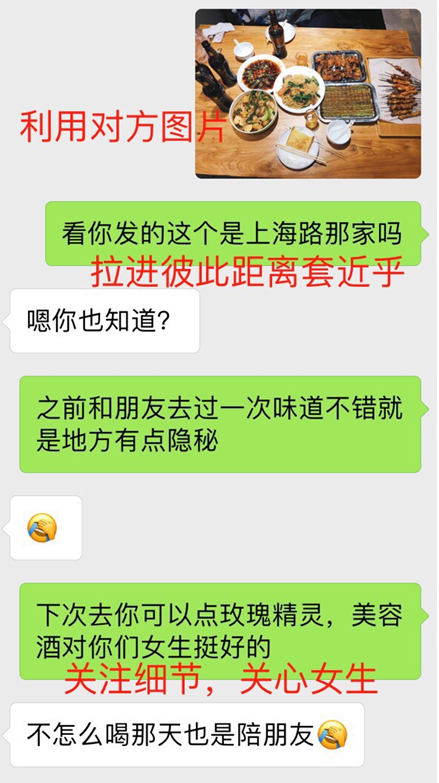 利用对方图片
看你发的这个是上海路那家吗
拉进彼此距离套近乎
嗯你也知道？
之前和朋友去过一次味道不错就
是地方有点隐秘
下次去你可以点玫瑰精灵，美容
酒对你们女生挺好的
关注细节，关心女生
不怎么喝那天也是陪朋友